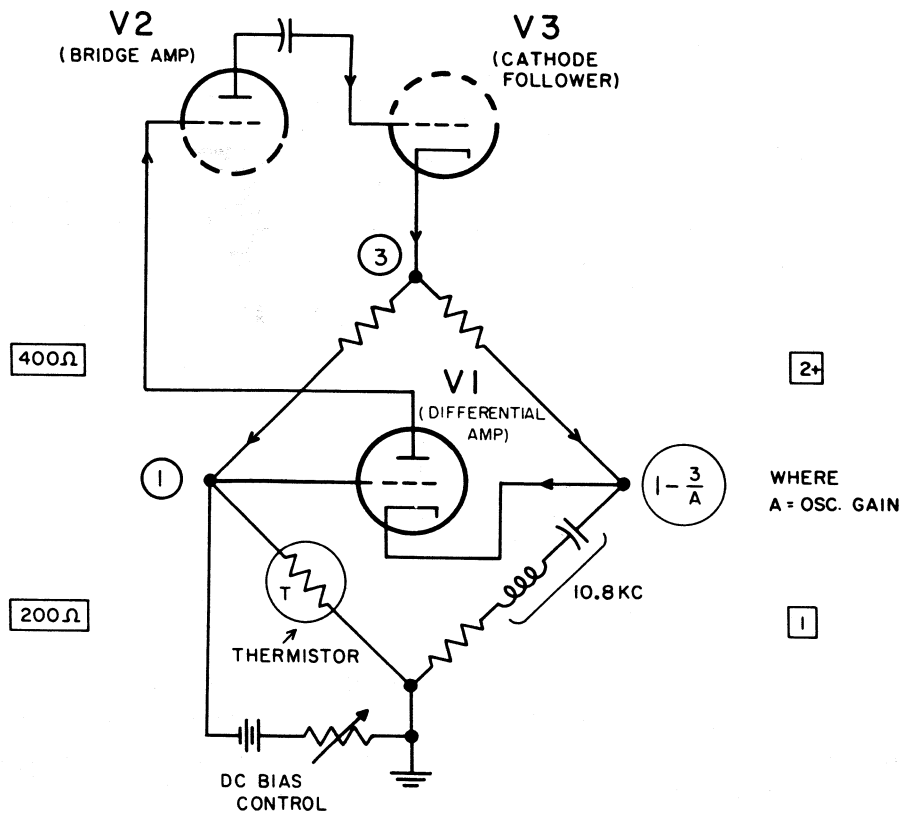 V2
(BRIDGE AMP)
V3
(CATHODE
FOLLOWER)
3
400Ω
2+
V1
(DIFFERENTIAL
AMP)
1
1 - 3/A
WHERE
A = OSC. GAIN
T
10.8 KC
200Ω
1
THERMISTOR
DC BIAS
CONTROL